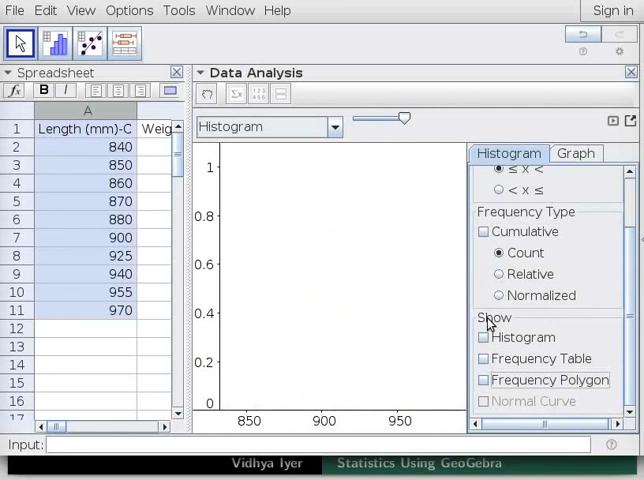 File Edit View Options Tools Window Help Sign in
Spreadsheet Data Analysis
fx B I Σx 123 456
Histogram
A
1 Length (mm)-C Weig
2 840
3 850
4 860
5 870
6 880
7 900
8 925
9 940
10 955
11 970
12
13
14
15
16
17
1
0.8
0.6
0.4
0.2
0
850 900 950
Histogram Graph
≤ x <
< x ≤
Frequency Type
Cumulative
Count
Relative
Normalized
Show
Histogram
Frequency Table
Frequency Polygon
Normal Curve
Input:
Vidhya Iyer Statistics Using GeoGebra